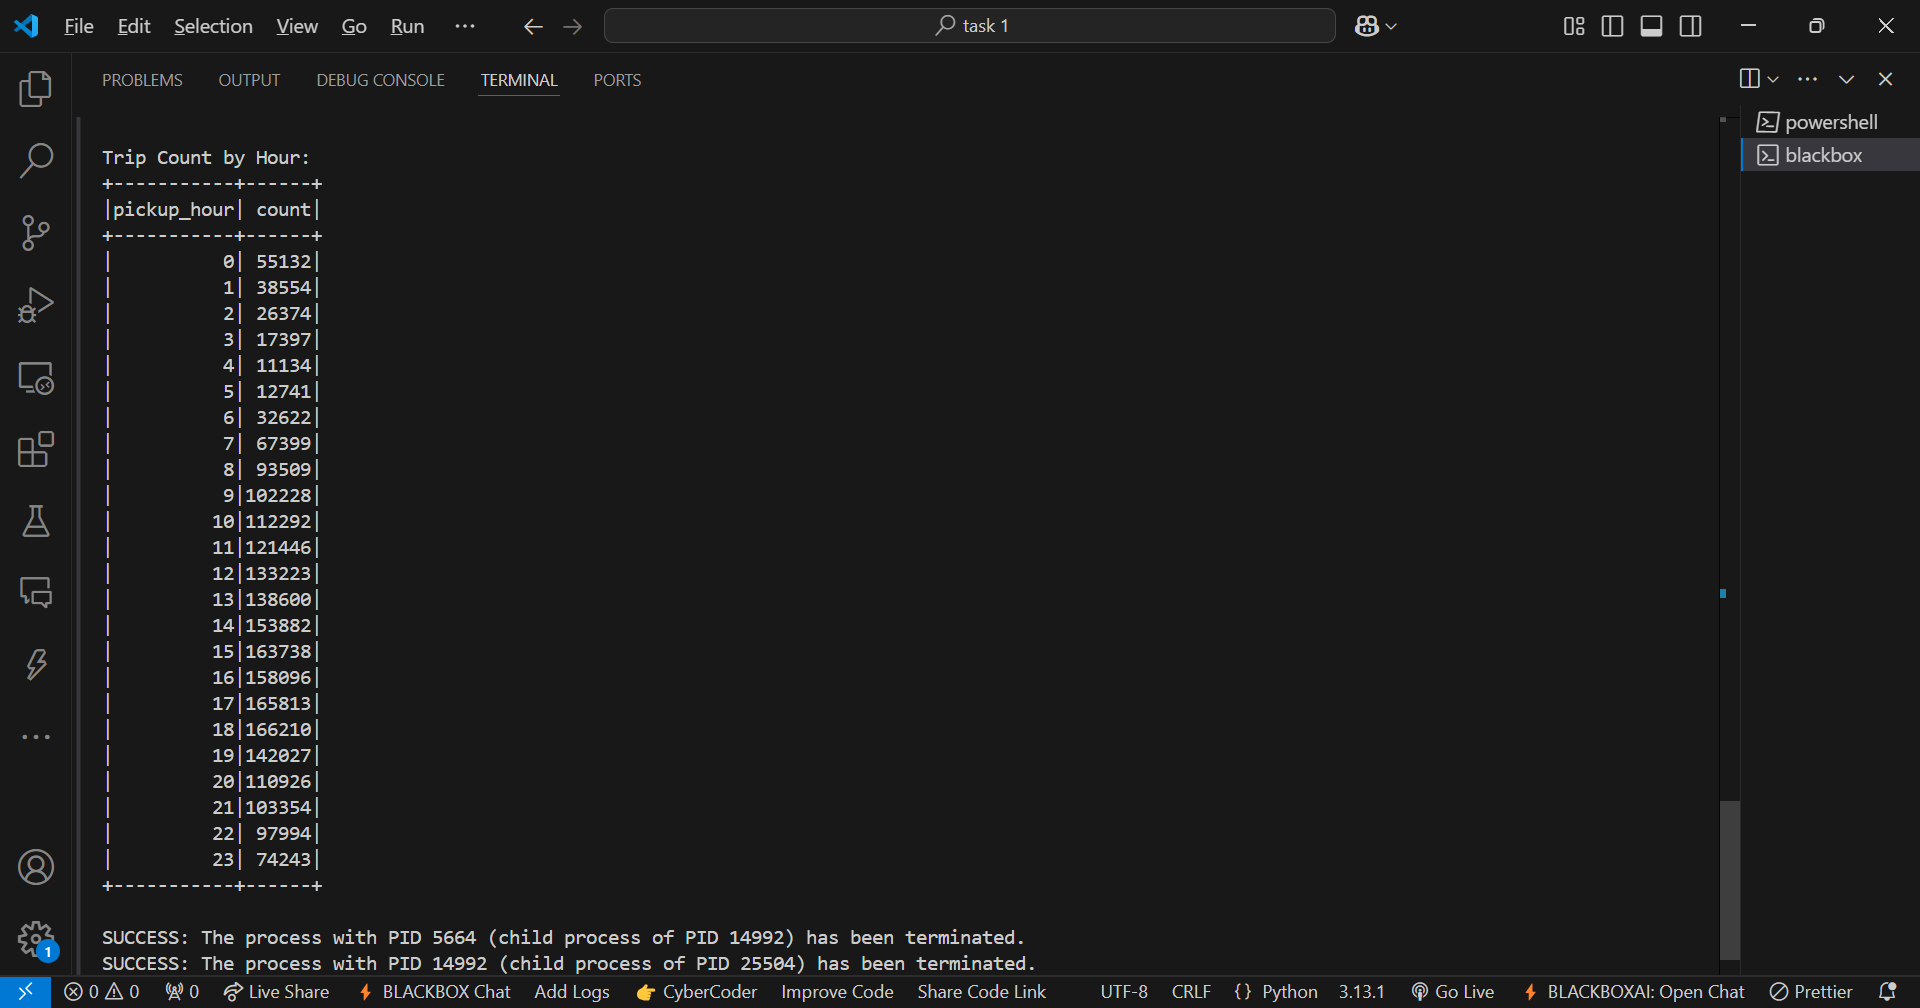 File Edit Selection View Go Run ··· task 1
PROBLEMS OUTPUT DEBUG CONSOLE TERMINAL PORTS
powershell
blackbox
Trip Count by Hour:
+-----------+------+
|pickup_hour| count|
+-----------+------+
|          0| 55132|
|          1| 38554|
|          2| 26374|
|          3| 17397|
|          4| 11134|
|          5| 12741|
|          6| 32622|
|          7| 67399|
|          8| 93509|
|          9|102228|
|         10|112292|
|         11|121446|
|         12|133223|
|         13|138600|
|         14|153882|
|         15|163738|
|         16|158096|
|         17|165813|
|         18|166210|
|         19|142027|
|         20|110926|
|         21|103354|
|         22| 97994|
|         23| 74243|
+-----------+------+
SUCCESS: The process with PID 5664 (child process of PID 14992) has been terminated.
SUCCESS: The process with PID 14992 (child process of PID 25504) has been terminated.
1
0 0 0 Live Share BLACKBOX Chat Add Logs 👉 CyberCoder Improve Code Share Code Link UTF-8 CRLF {} Python 3.13.1 Go Live BLACKBOXAI: Open Chat Prettier